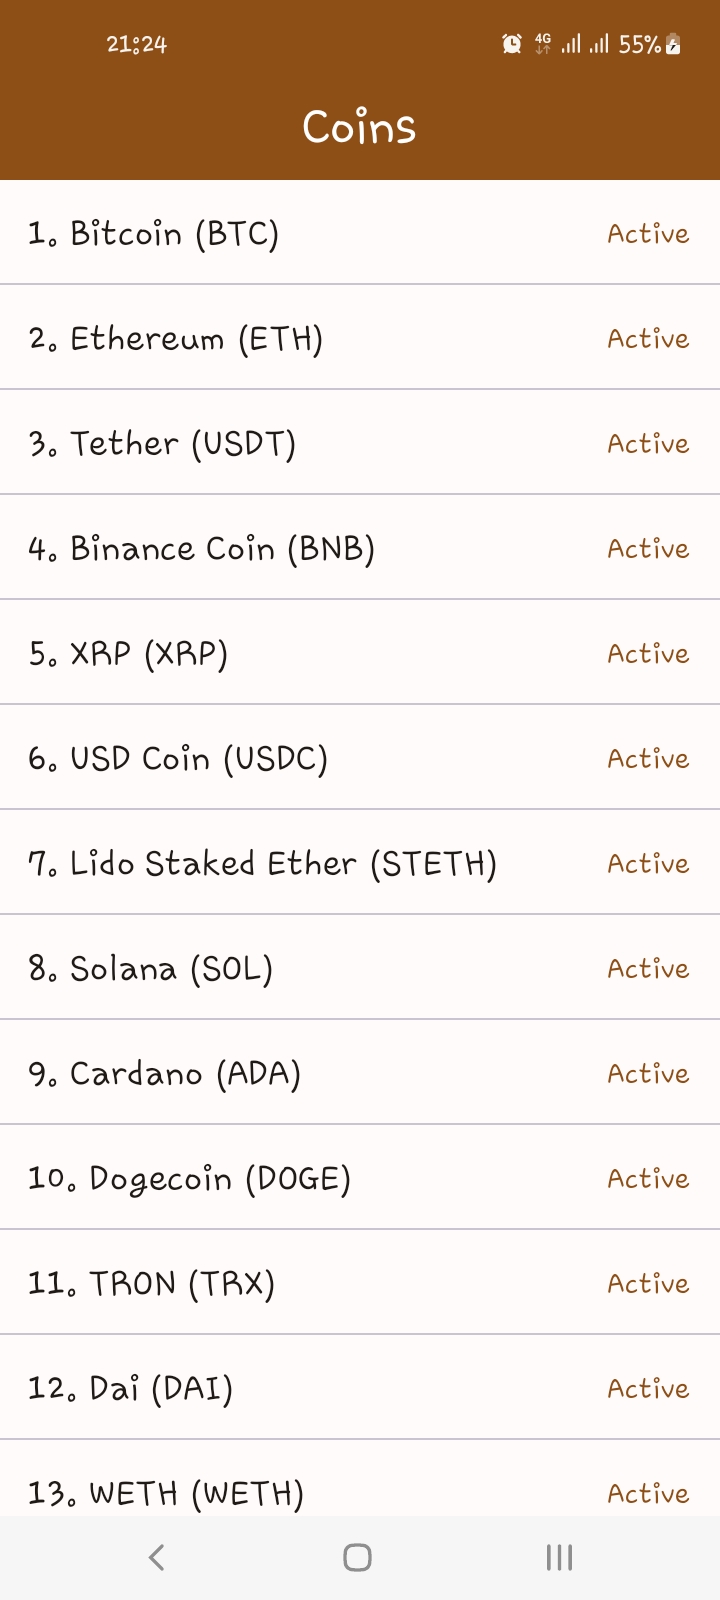 21:24 4G 55%
Coins
1. Bitcoin (BTC) Active
2. Ethereum (ETH) Active
3. Tether (USDT) Active
4. Binance Coin (BNB) Active
5. XRP (XRP) Active
6. USD Coin (USDC) Active
7. Lido Staked Ether (STETH) Active
8. Solana (SOL) Active
9. Cardano (ADA) Active
10. Dogecoin (DOGE) Active
11. TRON (TRX) Active
12. Dai (DAI) Active
13. WETH (WETH) Active